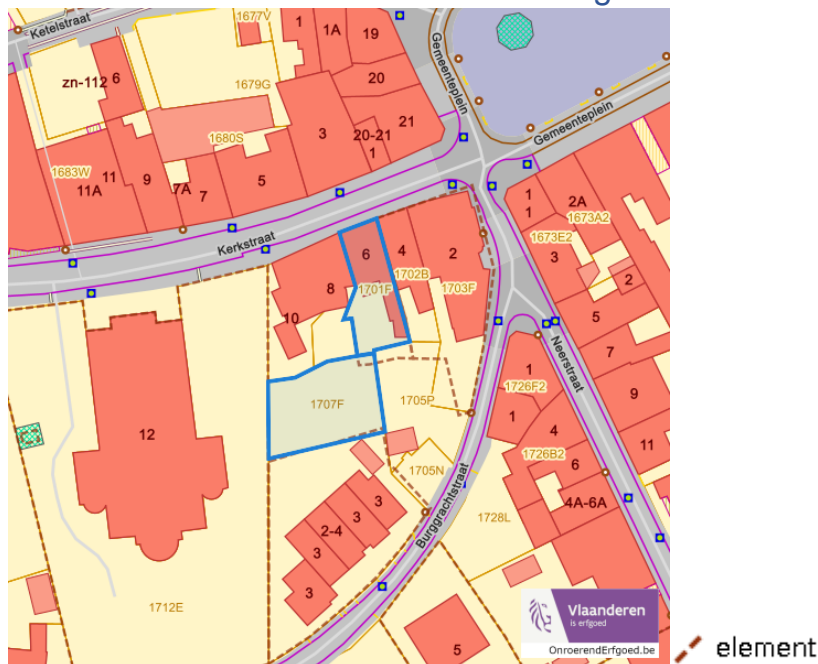 Ketelstraat
1677V
1
1A
19
Gemeenteplein
zn-112
6
1679G
20
21
20-21
1
3
1680S
1683W
11
11A
9
7A
7
5
Gemeenteplein
Kerkstraat
6
4
2
1702B
1703F
1701F
8
10
1
1
2A
1673A2
1673E2
3
2
5
7
9
11
Neerstraat
1707F
1705P
1705N
1
1726F2
1
4
1726B2
6
4A-6A
12
3
3
2-4
3
3
Burggrachtstraat
1728L
1712E
5
Vlaanderen
is erfgoed
OnroerendErfgoed.be
element